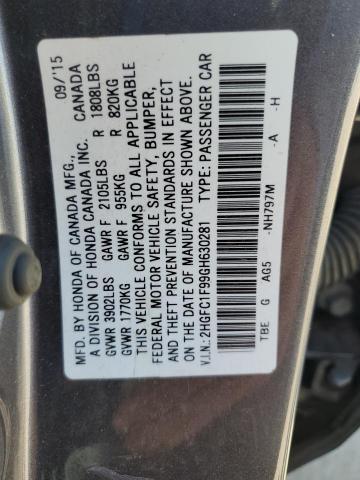 MFD. BY HONDA OF CANADA MFG., 09/'15
A DIVISION OF HONDA CANADA INC. CANADA
GVWR 3902LBS GAWR F 2105LBS R 1808LBS
GVWR 1770KG GAWR F 955KG R 820KG
THIS VEHICLE CONFORMS TO ALL APPLICABLE
FEDERAL MOTOR VEHICLE SAFETY, BUMPER,
AND THEFT PREVENTION STANDARDS IN EFFECT
ON THE DATE OF MANUFACTURE SHOWN ABOVE.
V.I.N.: 2HGFC1F99GH630281 TYPE: PASSENGER CAR
TBE G AG5 -NH797M -A -H